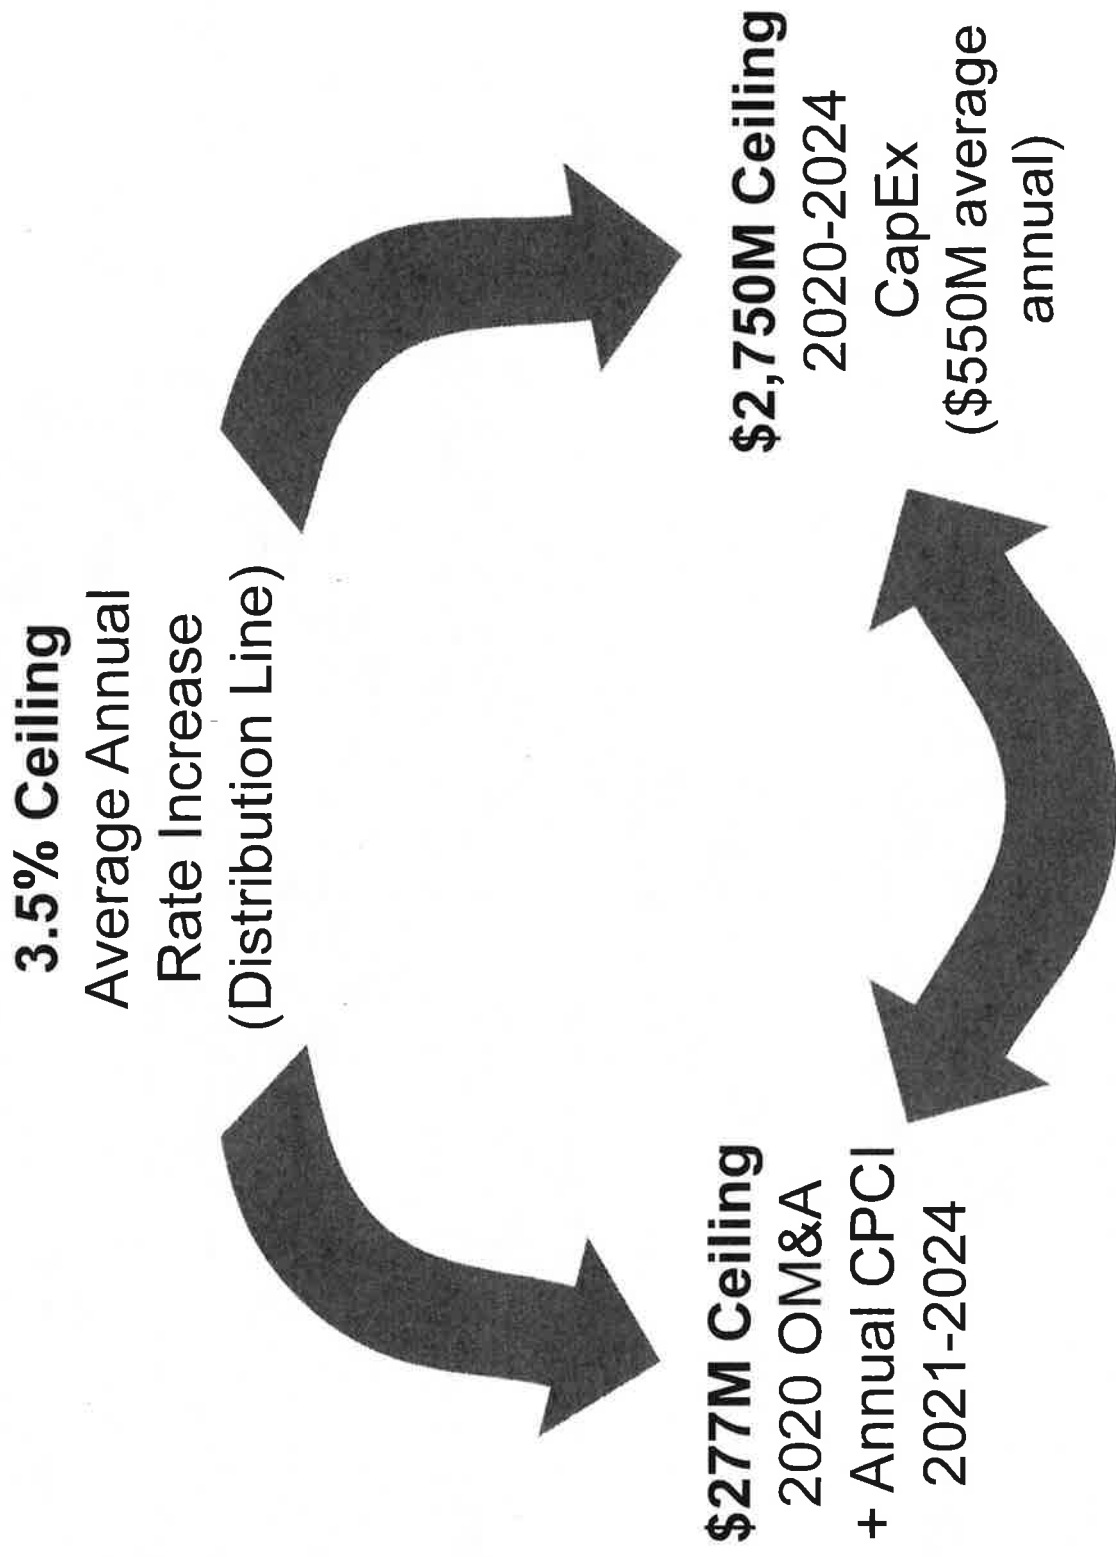 3.5% Ceiling
Average Annual
Rate Increase
(Distribution Line)
$277M Ceiling
2020 OM&A
+ Annual CPCI
2021-2024
$2,750M Ceiling
2020-2024
CapEx
($550M average
annual)